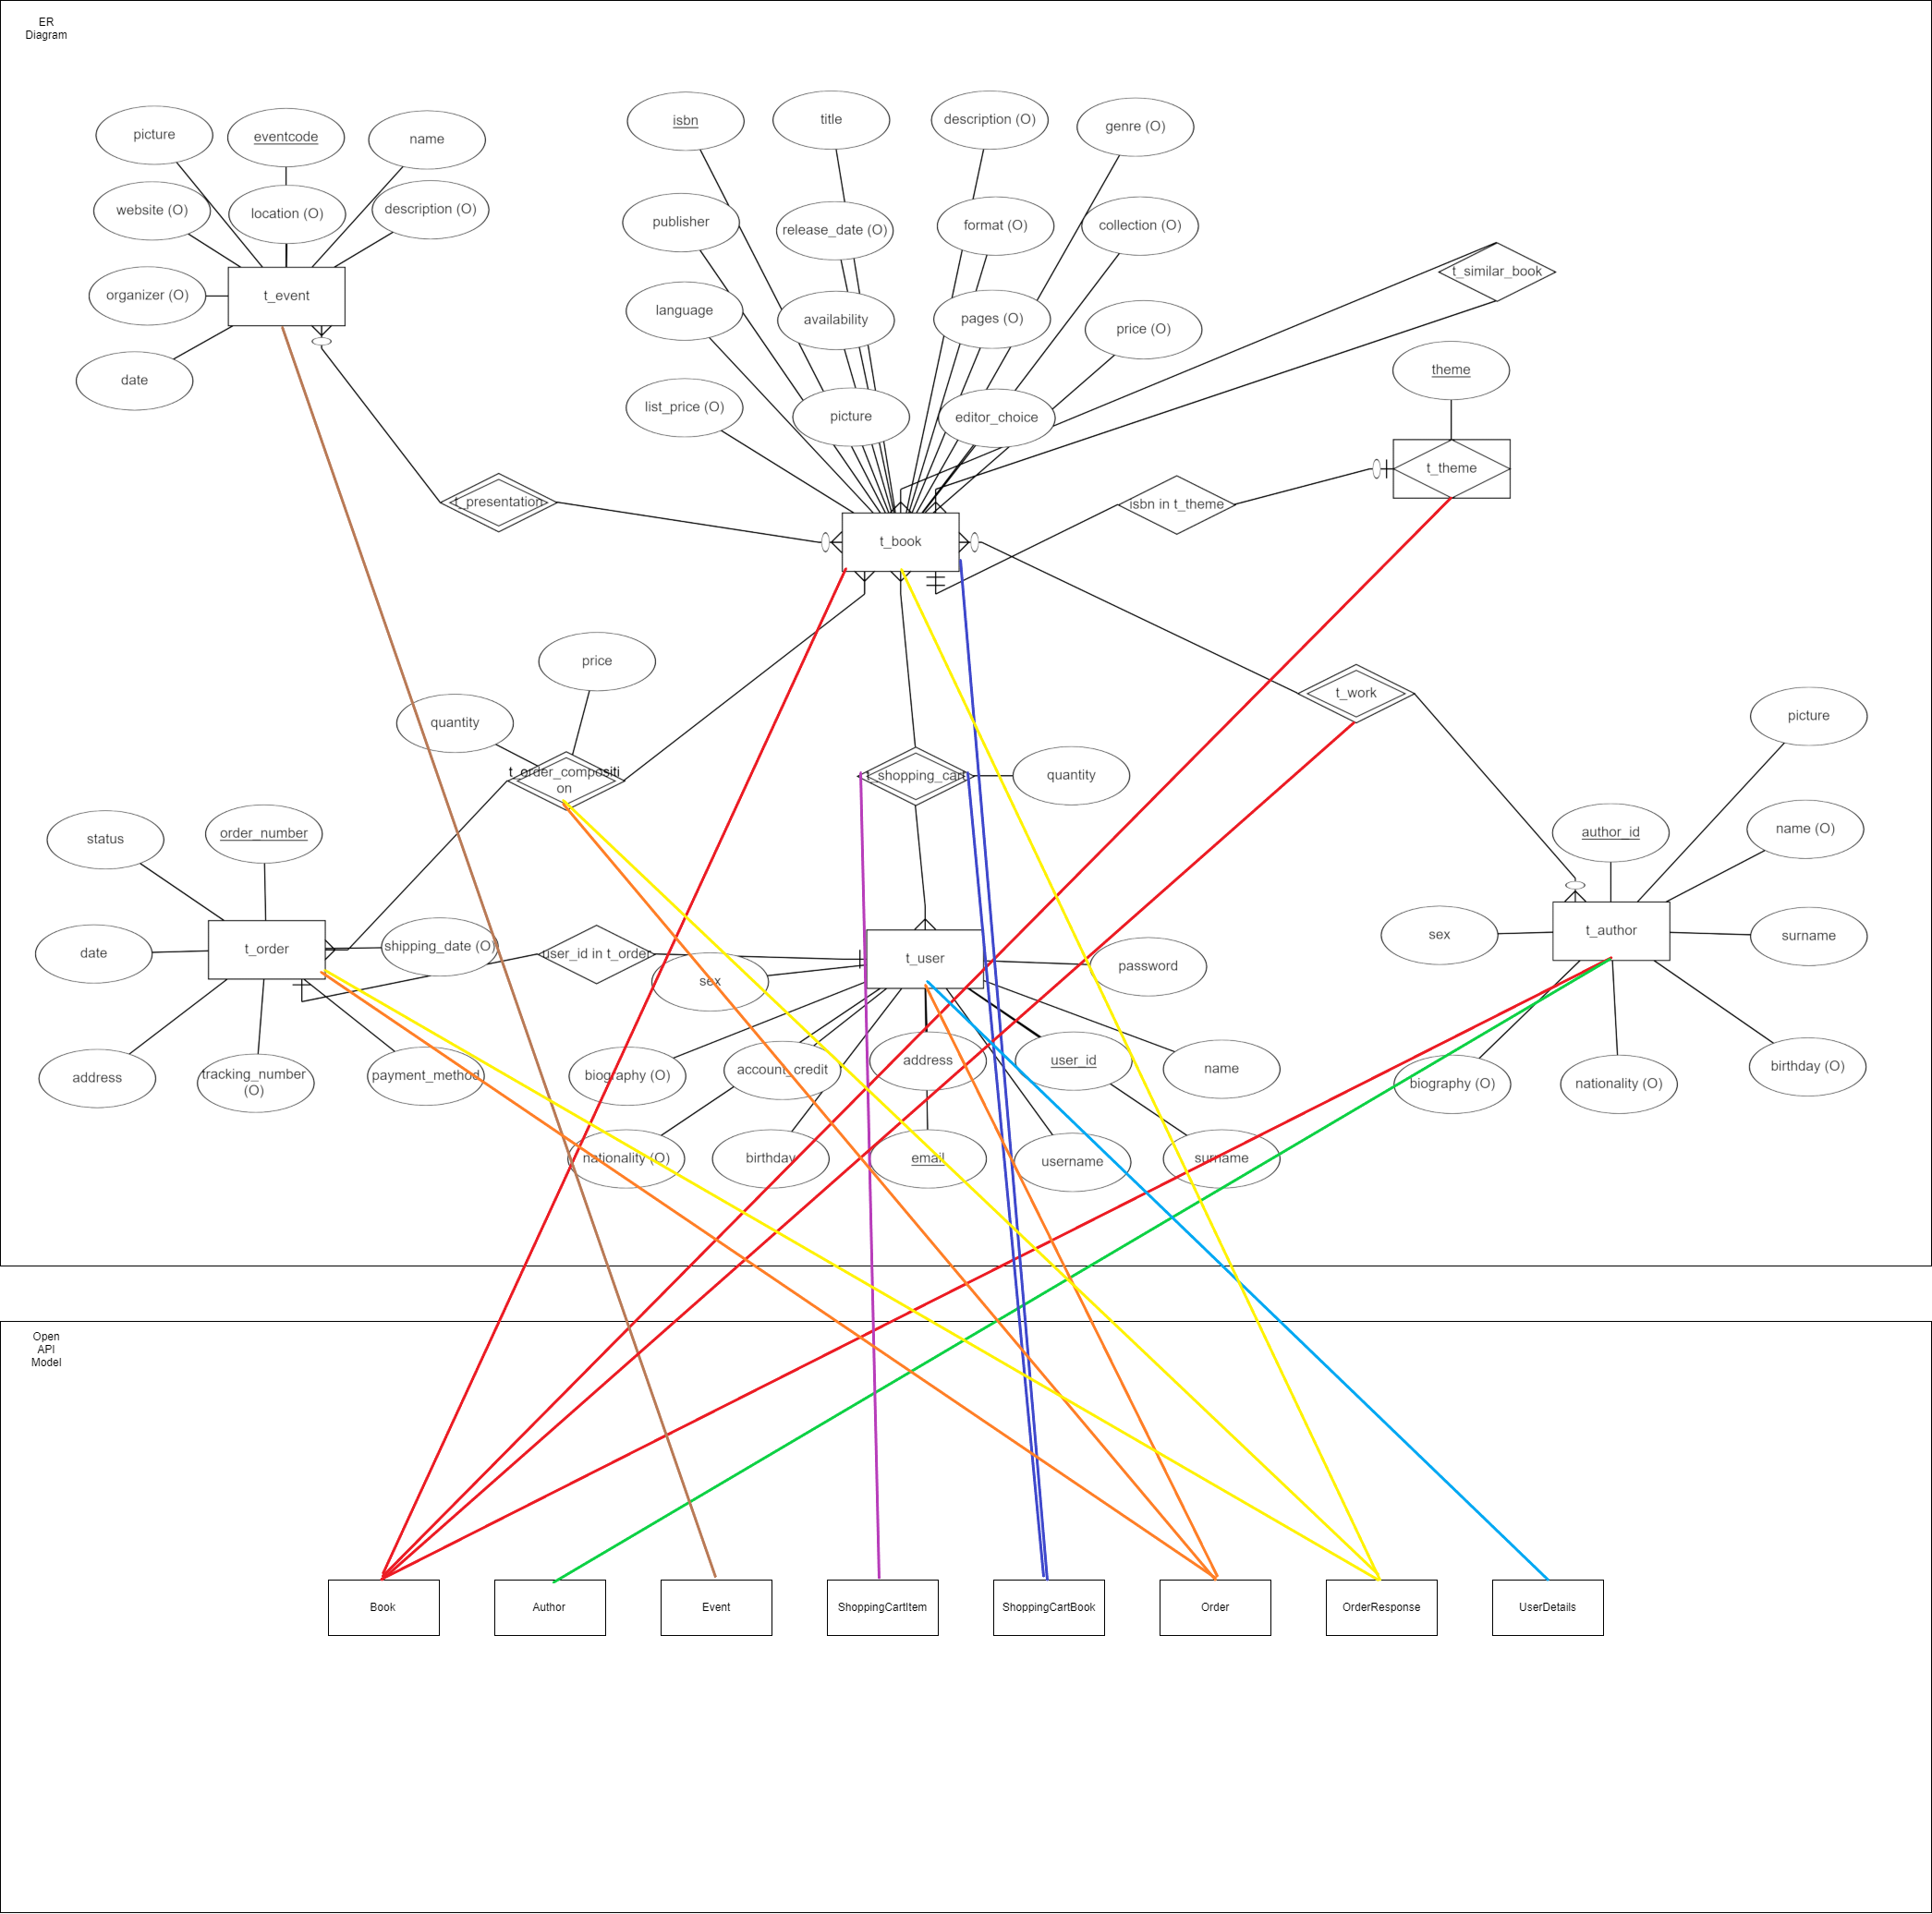 ER
Diagram
picture
eventcode
name
website (O)
location (O)
description (O)
organizer (O)
t_event
date
isbn
title
description (O)
genre (O)
publisher
release_date (O)
format (O)
collection (O)
language
availability
pages (O)
price (O)
list_price (O)
picture
editor_choice
t_similar_book
theme
t_theme
t_presentation
isbn in t_theme
t_book
price
quantity
t_order_compositi
on
t_shopping_cart
quantity
t_work
picture
status
order_number
author_id
name (O)
date
t_order
shipping_date (O)
user_id in t_order
sex
t_user
password
sex
t_author
surname
address
tracking_number
(O)
payment_method
biography (O)
account_credit
address
user_id
name
biography (O)
nationality (O)
birthday (O)
nationality (O)
birthday
email
username
surname
Open
API
Model
Book
Author
Event
ShoppingCartItem
ShoppingCartBook
Order
OrderResponse
UserDetails